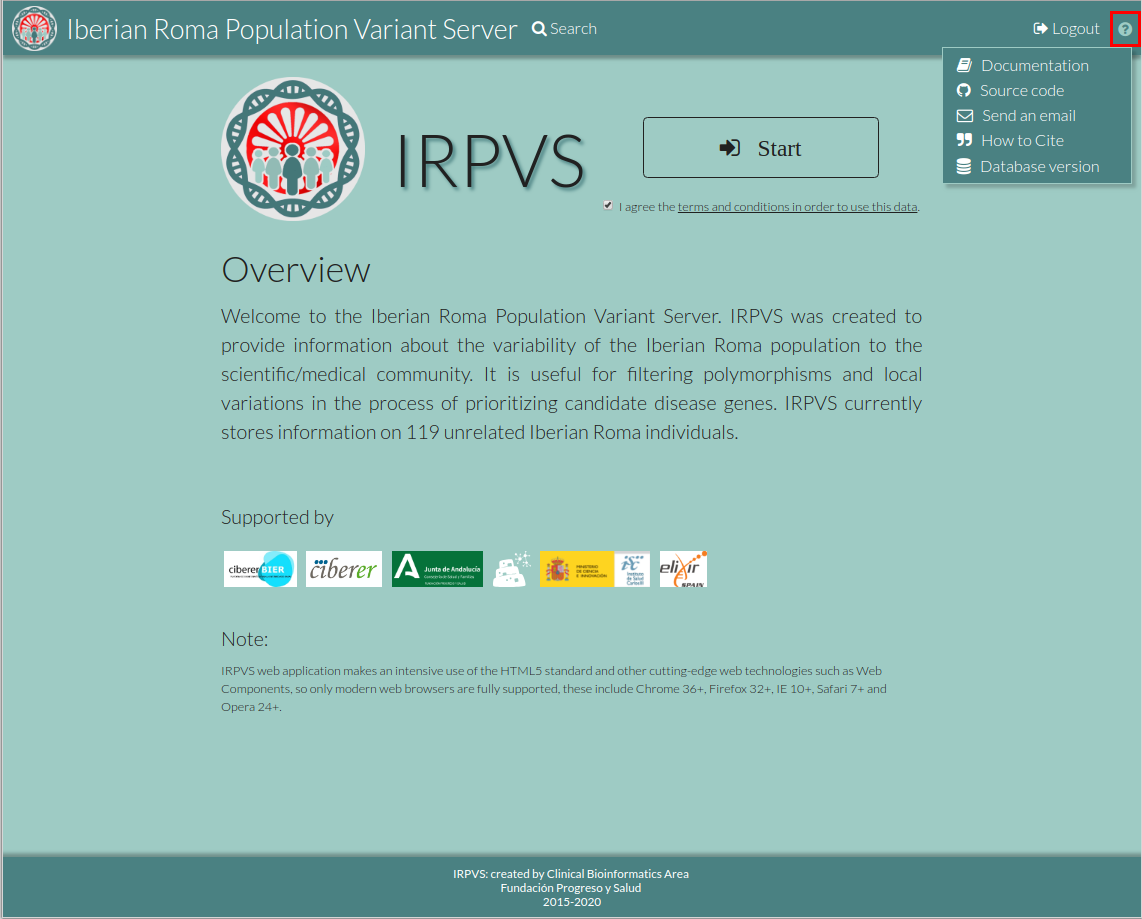 Iberian Roma Population Variant Server Search Logout
Documentation
Source code
Send an email
How to Cite
Database version
IRPVS
Start
I agree the terms and conditions in order to use this data.
Overview
Welcome to the Iberian Roma Population Variant Server. IRPVS was created to
provide information about the variability of the Iberian Roma population to the
scientific/medical community. It is useful for filtering polymorphisms and local
variations in the process of prioritizing candidate disease genes. IRPVS currently
stores information on 119 unrelated Iberian Roma individuals.
Supported by
ciberer BIER
ciberer
Junta de Andalucía
Consejería de Salud y Familias
FUNDACIÓN PROGRESO Y SALUD
MINISTERIO
DE CIENCIA
E INNOVACIÓN
Instituto
de Salud
Carlos III
elixir
SPAIN
Note:
IRPVS web application makes an intensive use of the HTML5 standard and other cutting-edge web technologies such as Web
Components, so only modern web browsers are fully supported, these include Chrome 36+, Firefox 32+, IE 10+, Safari 7+ and
Opera 24+.
IRPVS: created by Clinical Bioinformatics Area
Fundación Progreso y Salud
2015-2020